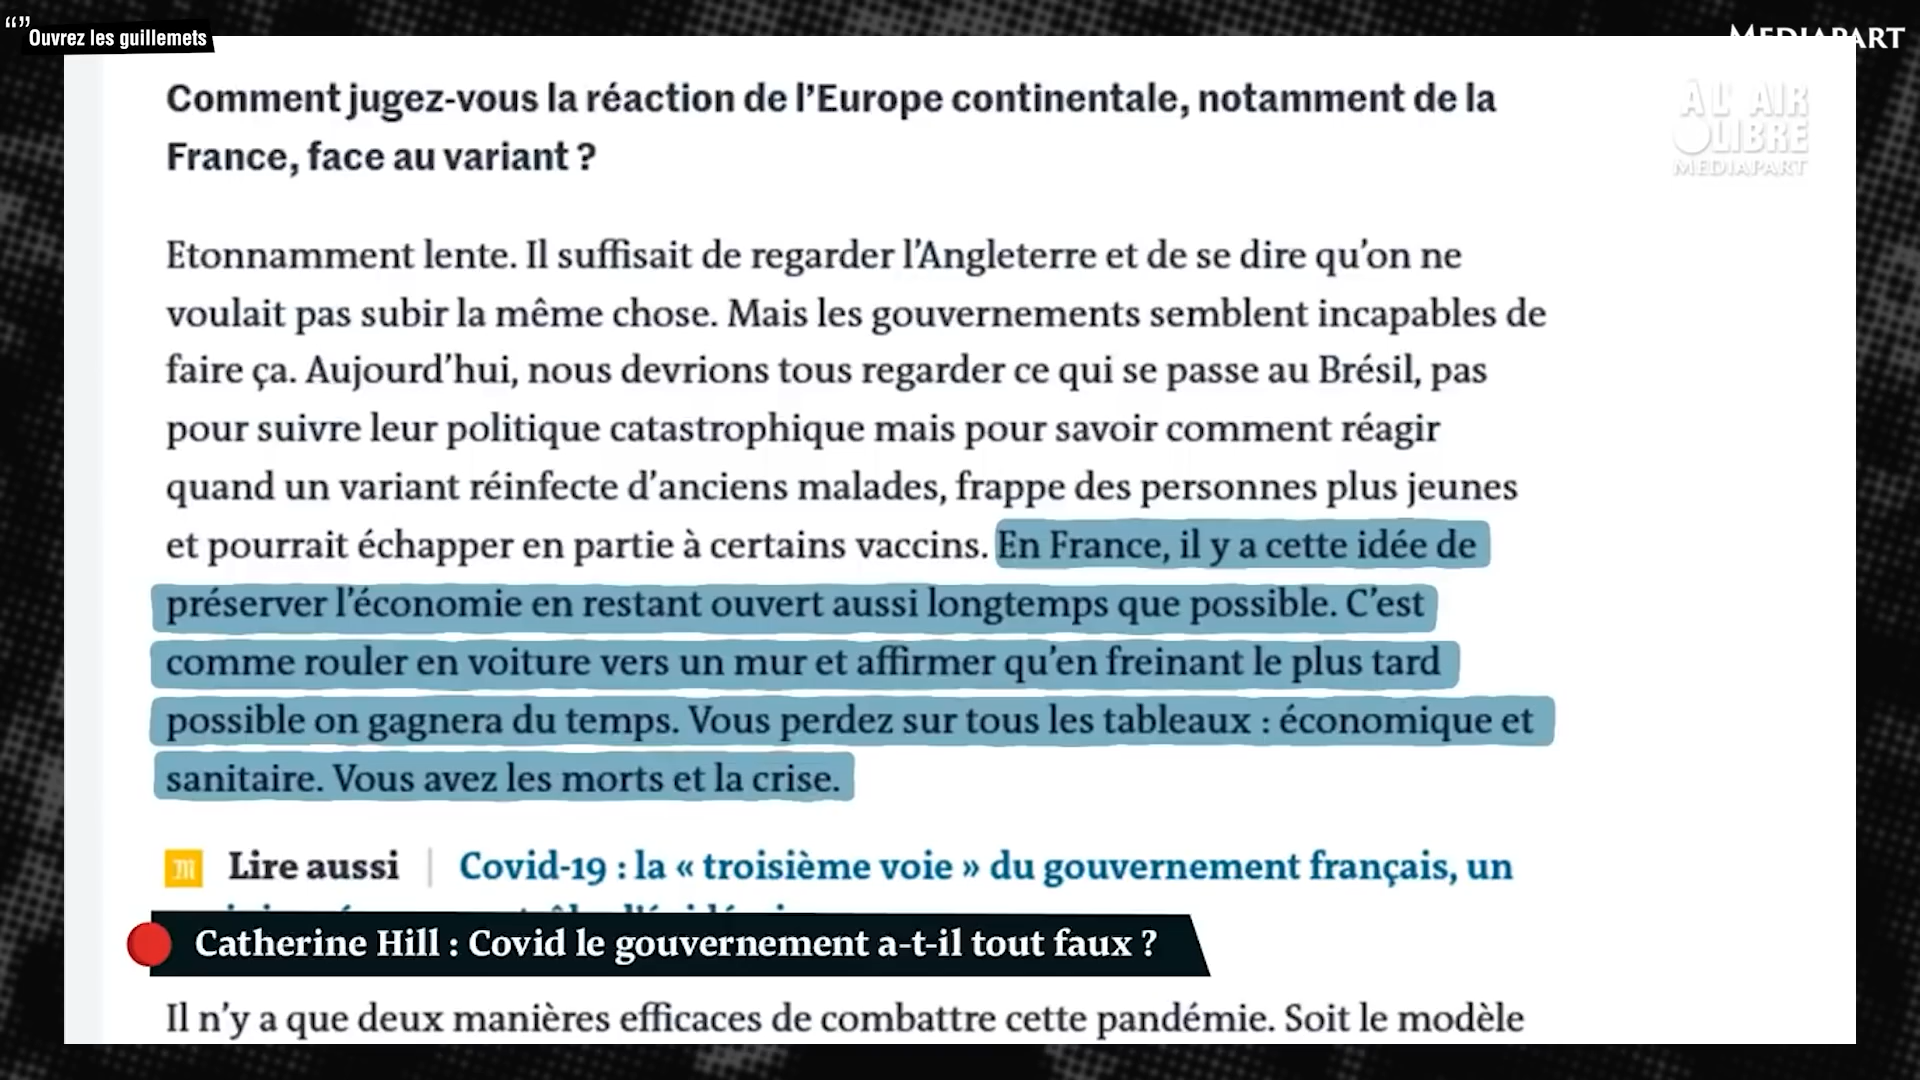 “”
Ouvrez les guillemets
MEDIAPART
À L'AIR
LIBRE
MEDIAPART
Comment jugez-vous la réaction de l’Europe continentale, notamment de la
France, face au variant ?
Etonnamment lente. Il suffisait de regarder l’Angleterre et de se dire qu’on ne
voulait pas subir la même chose. Mais les gouvernements semblent incapables de
faire ça. Aujourd’hui, nous devrions tous regarder ce qui se passe au Brésil, pas
pour suivre leur politique catastrophique mais pour savoir comment réagir
quand un variant réinfecte d’anciens malades, frappe des personnes plus jeunes
et pourrait échapper en partie à certains vaccins. En France, il y a cette idée de
préserver l’économie en restant ouvert aussi longtemps que possible. C’est
comme rouler en voiture vers un mur et affirmer qu’en freinant le plus tard
possible on gagnera du temps. Vous perdez sur tous les tableaux : économique et
sanitaire. Vous avez les morts et la crise.
m Lire aussi | Covid-19 : la « troisième voie » du gouvernement français, un
Catherine Hill : Covid le gouvernement a-t-il tout faux ?
Il n’y a que deux manières efficaces de combattre cette pandémie. Soit le modèle